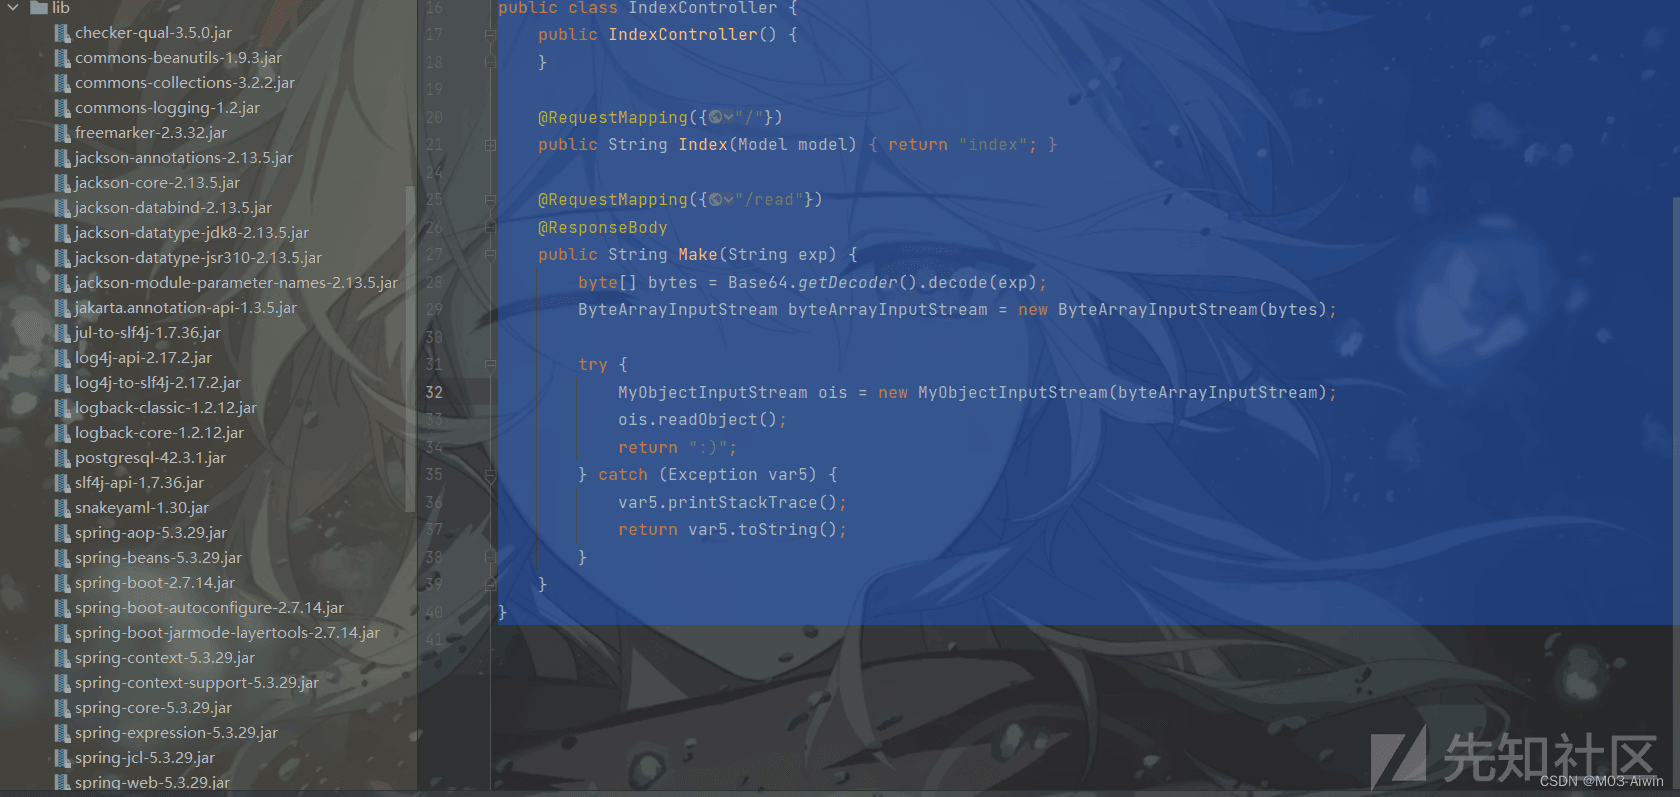 lib
checker-qual-3.5.0.jar
commons-beanutils-1.9.3.jar
commons-collections-3.2.2.jar
commons-logging-1.2.jar
freemarker-2.3.32.jar
jackson-annotations-2.13.5.jar
jackson-core-2.13.5.jar
jackson-databind-2.13.5.jar
jackson-datatype-jdk8-2.13.5.jar
jackson-datatype-jsr310-2.13.5.jar
jackson-module-parameter-names-2.13.5.jar
jakarta.annotation-api-1.3.5.jar
jul-to-slf4j-1.7.36.jar
log4j-api-2.17.2.jar
log4j-to-slf4j-2.17.2.jar
logback-classic-1.2.12.jar
logback-core-1.2.12.jar
postgresql-42.3.1.jar
slf4j-api-1.7.36.jar
snakeyaml-1.30.jar
spring-aop-5.3.29.jar
spring-beans-5.3.29.jar
spring-boot-2.7.14.jar
spring-boot-autoconfigure-2.7.14.jar
spring-boot-jarmode-layertools-2.7.14.jar
spring-context-5.3.29.jar
spring-context-support-5.3.29.jar
spring-core-5.3.29.jar
spring-expression-5.3.29.jar
spring-jcl-5.3.29.jar
spring-web-5.3.29.jar
16 public class IndexController {
17 public IndexController() {
18 }
19
20 @RequestMapping({"/"})
21 public String Index(Model model) { return "index"; }
24
25 @RequestMapping({"/read"})
26 @ResponseBody
27 public String Make(String exp) {
28 byte[] bytes = Base64.getDecoder().decode(exp);
29 ByteArrayInputStream byteArrayInputStream = new ByteArrayInputStream(bytes);
30
31 try {
32 MyObjectInputStream ois = new MyObjectInputStream(byteArrayInputStream);
33 ois.readObject();
34 return ":)";
35 } catch (Exception var5) {
36 var5.printStackTrace();
37 return var5.toString();
38 }
39 }
40 }
41
先知社区
CSDN @M03-Aiwin